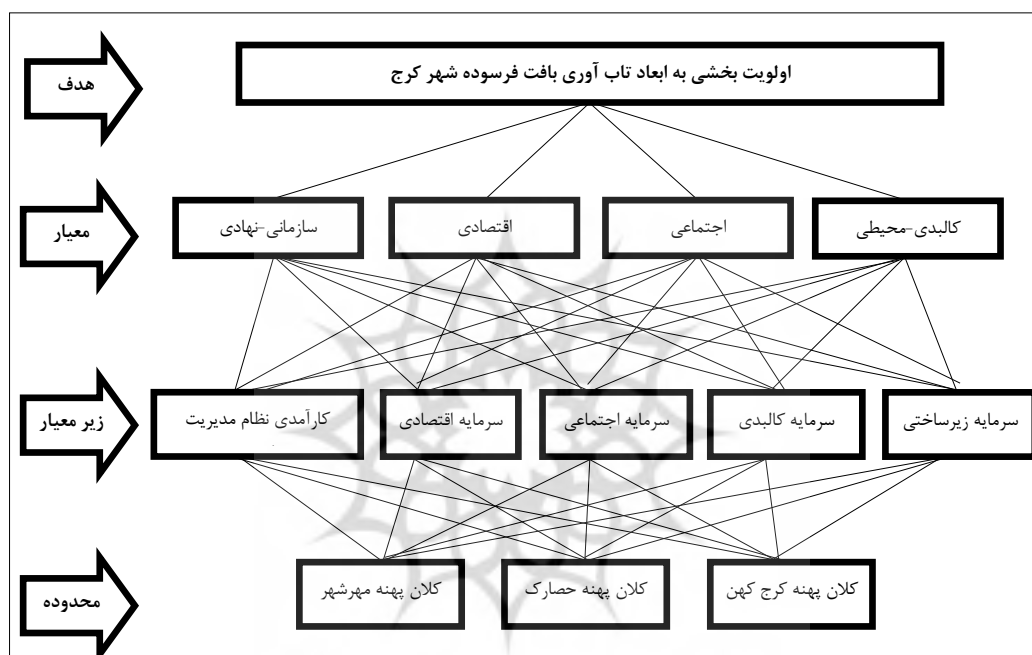 هدف
اولویت بخشی به ابعاد تاب آوری بافت فرسوده شهر کرج
معیار
کالبدی-محیطی
اجتماعی
اقتصادی
سازمانی-نهادی
زیر معیار
سرمایه زیرساختی
سرمایه کالبدی
سرمایه اجتماعی
سرمایه اقتصادی
کارآمدی نظام مدیریت
محدوده
کلان پهنه کرج کهن
کلان پهنه حصارک
کلان پهنه مهرشهر